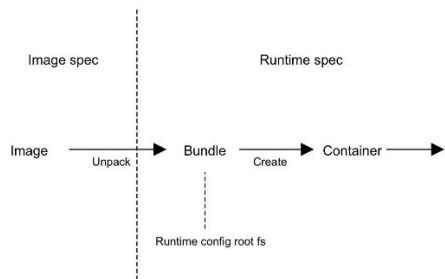 Image spec
Runtime spec
Image
Unpack
Bundle
Create
Container
Runtime config root fs